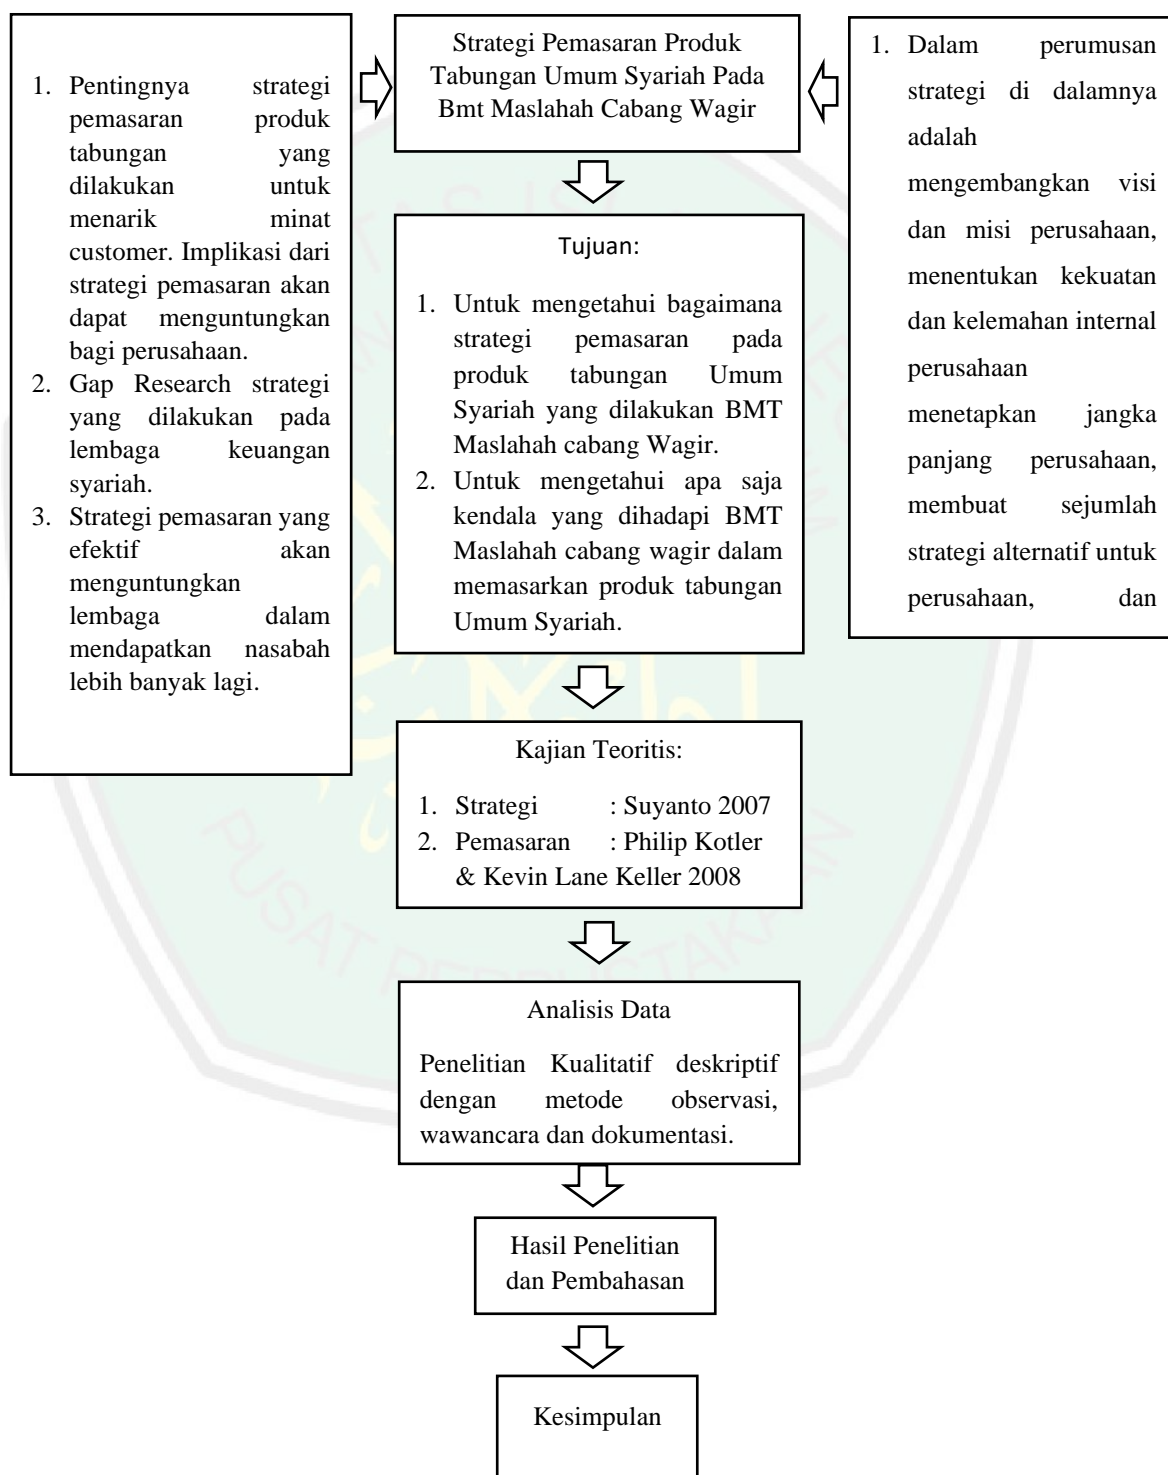 1. Pentingnya strategi
pemasaran produk
tabungan yang
dilakukan untuk
menarik minat
customer. Implikasi dari
strategi pemasaran akan
dapat menguntungkan
bagi perusahaan.
2. Gap Research strategi
yang dilakukan pada
lembaga keuangan
syariah.
3. Strategi pemasaran yang
efektif akan
menguntungkan
lembaga dalam
mendapatkan nasabah
lebih banyak lagi.
Strategi Pemasaran Produk
Tabungan Umum Syariah Pada
Bmt Maslahah Cabang Wagir
1. Dalam perumusan
strategi di dalamnya
adalah
mengembangkan visi
dan misi perusahaan,
menentukan kekuatan
dan kelemahan internal
perusahaan
menetapkan jangka
panjang perusahaan,
membuat sejumlah
strategi alternatif untuk
perusahaan, dan
Tujuan:
1. Untuk mengetahui bagaimana
strategi pemasaran pada
produk tabungan Umum
Syariah yang dilakukan BMT
Maslahah cabang Wagir.
2. Untuk mengetahui apa saja
kendala yang dihadapi BMT
Maslahah cabang wagir dalam
memasarkan produk tabungan
Umum Syariah.
Kajian Teoritis:
1. Strategi : Suyanto 2007
2. Pemasaran : Philip Kotler
& Kevin Lane Keller 2008
Analisis Data
Penelitian Kualitatif deskriptif
dengan metode observasi,
wawancara dan dokumentasi.
Hasil Penelitian
dan Pembahasan
Kesimpulan
PUSAT PERPUSTAKAAN